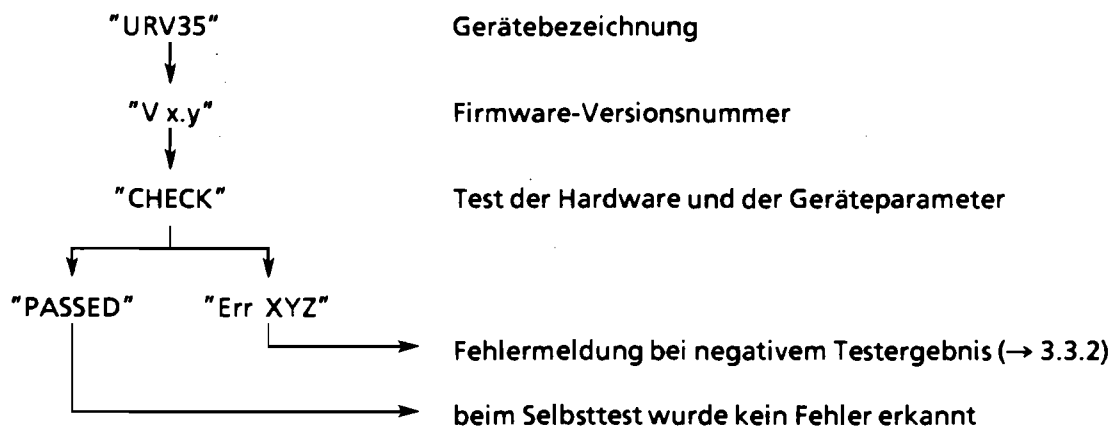 "URV35" Gerätebezeichnung
"V x.y" Firmware-Versionsnummer
"CHECK" Test der Hardware und der Geräteparameter
"PASSED" "Err XYZ"
Fehlermeldung bei negativem Testergebnis (→ 3.3.2)
beim Selbsttest wurde kein Fehler erkannt